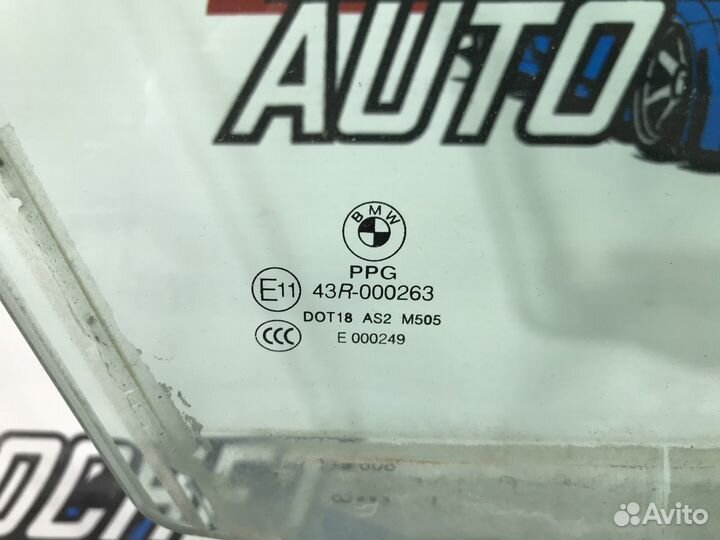 AUTO
BMW
PPG
E11 43R-000263
DOT18 AS2 M505
CCC E 000249
Avito